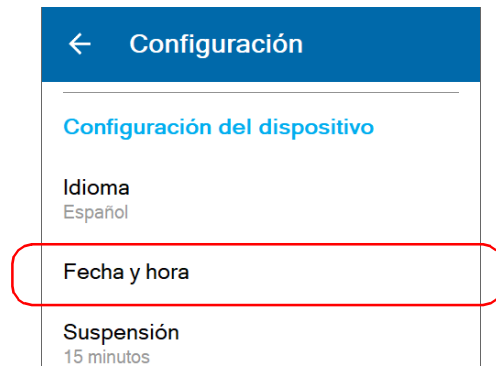 Configuración
Configuración del dispositivo
Idioma
Español
Fecha y hora
Suspensión
15 minutos